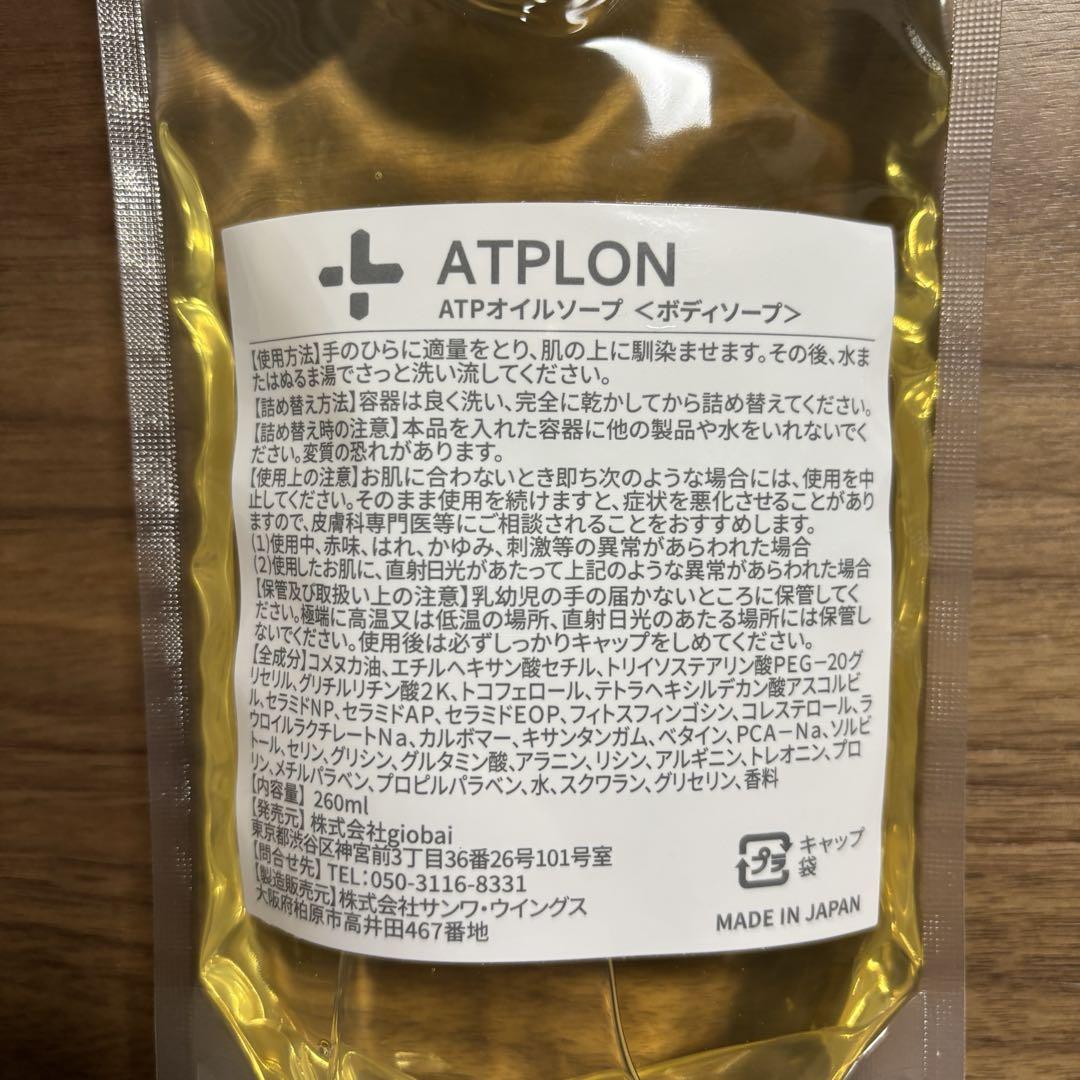 ATPLON
ATPオイルソープ <ボディソープ>
【使用方法】手のひらに適量をとり、肌の上に馴染ませます。その後、水ま
たはぬるま湯でさっと洗い流してください。
【詰め替え方法】容器は良く洗い、完全に乾かしてから詰め替えてください。
【詰め替え時の注意】本品を入れた容器に他の製品や水をいれないでく
ださい。変質の恐れがあります。
【使用上の注意】お肌に合わないとき即ち次のような場合には、使用を中
止してください。そのまま使用を続けますと、症状を悪化させることがあり
ますので、皮膚科専門医等にご相談されることをおすすめします。
(1)使用中、赤味、はれ、かゆみ、刺激等の異常があらわれた場合
(2)使用したお肌に、直射日光があたって上記のような異常があらわれた場合
【保管及び取扱い上の注意】乳幼児の手の届かないところに保管してく
ださい。極端に高温又は低温の場所、直射日光のあたる場所には保管し
ないでください。使用後は必ずしっかりキャップをしめてください。
【全成分】コメヌカ油、エチルヘキサン酸セチル、トリイソステアリン酸PEG-20グ
リセリル、グリチルリチン酸2K、トコフェロール、テトラヘキシルデカン酸アスコルビ
ル、セラミドNP、セラミドAP、セラミドEOP、フィトスフィンゴシン、コレステロール、ラ
ウロイルラクチレートNa、カルボマー、キサンタンガム、ベタイン、PCA-Na、ソルビ
トール、セリン、グリシン、グルタミン酸、アラニン、リシン、アルギニン、トレオニン、プロ
リン、メチルパラベン、プロピルパラベン、水、スクワラン、グリセリン、香料
【内容量】 260ml
【発売元】 株式会社giobai
東京都渋谷区神宮前3丁目36番26号101号室
【問合せ先】 TEL:050-3116-8331
【製造販売元】株式会社サンワ・ウイングス
大阪府柏原市高井田467番地
プラ
キャップ
袋
MADE IN JAPAN